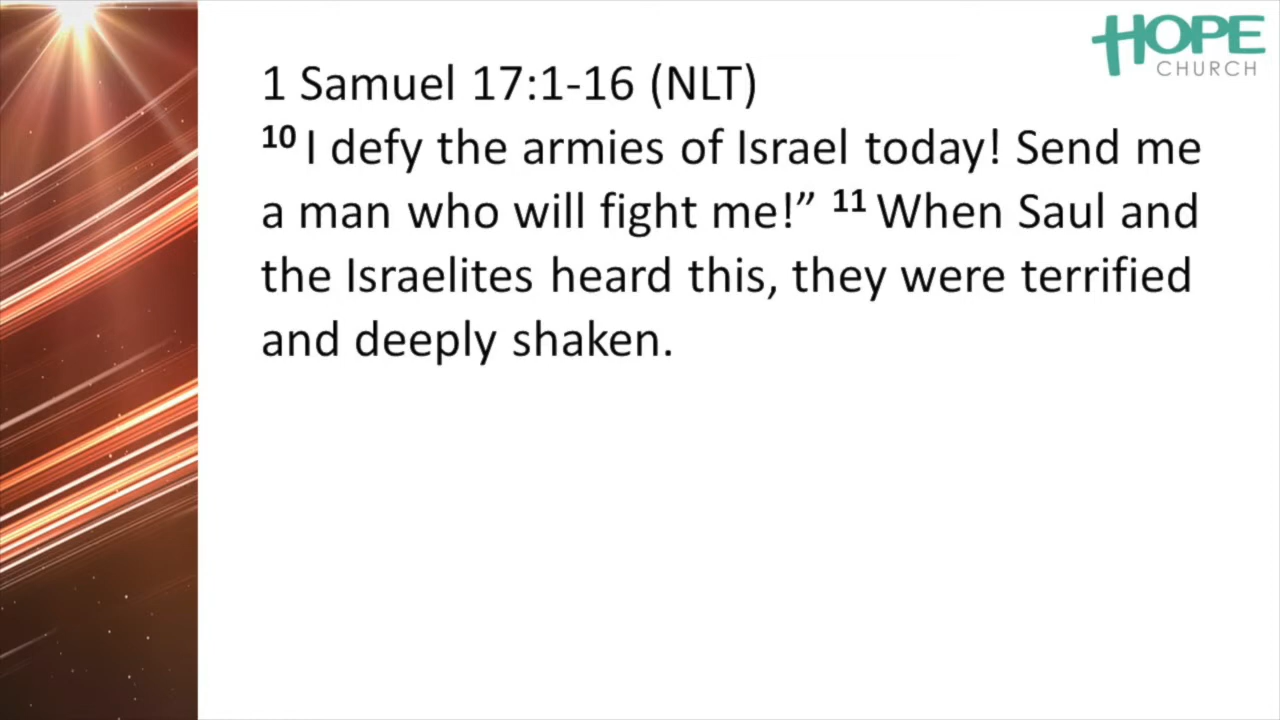 HOPE
CHURCH
1 Samuel 17:1-16 (NLT)
10 I defy the armies of Israel today! Send me
a man who will fight me!” 11 When Saul and
the Israelites heard this, they were terrified
and deeply shaken.